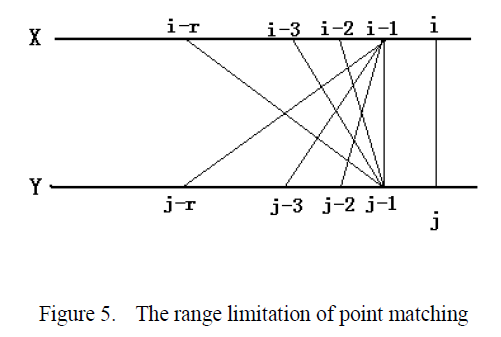 X i-r i-3 i-2 i-1 i
Y j-r j-3 j-2 j-1 j
Figure 5. The range limitation of point matching